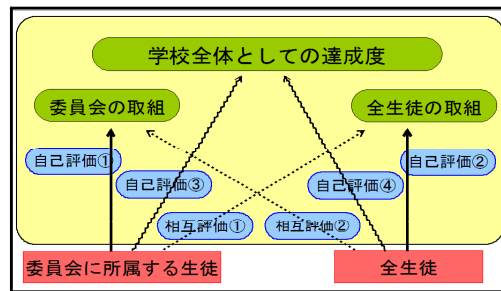 学校全体としての達成度
委員会の取組
全生徒の取組
自己評価①
自己評価②
自己評価③
自己評価④
相互評価①
相互評価②
委員会に所属する生徒
全生徒